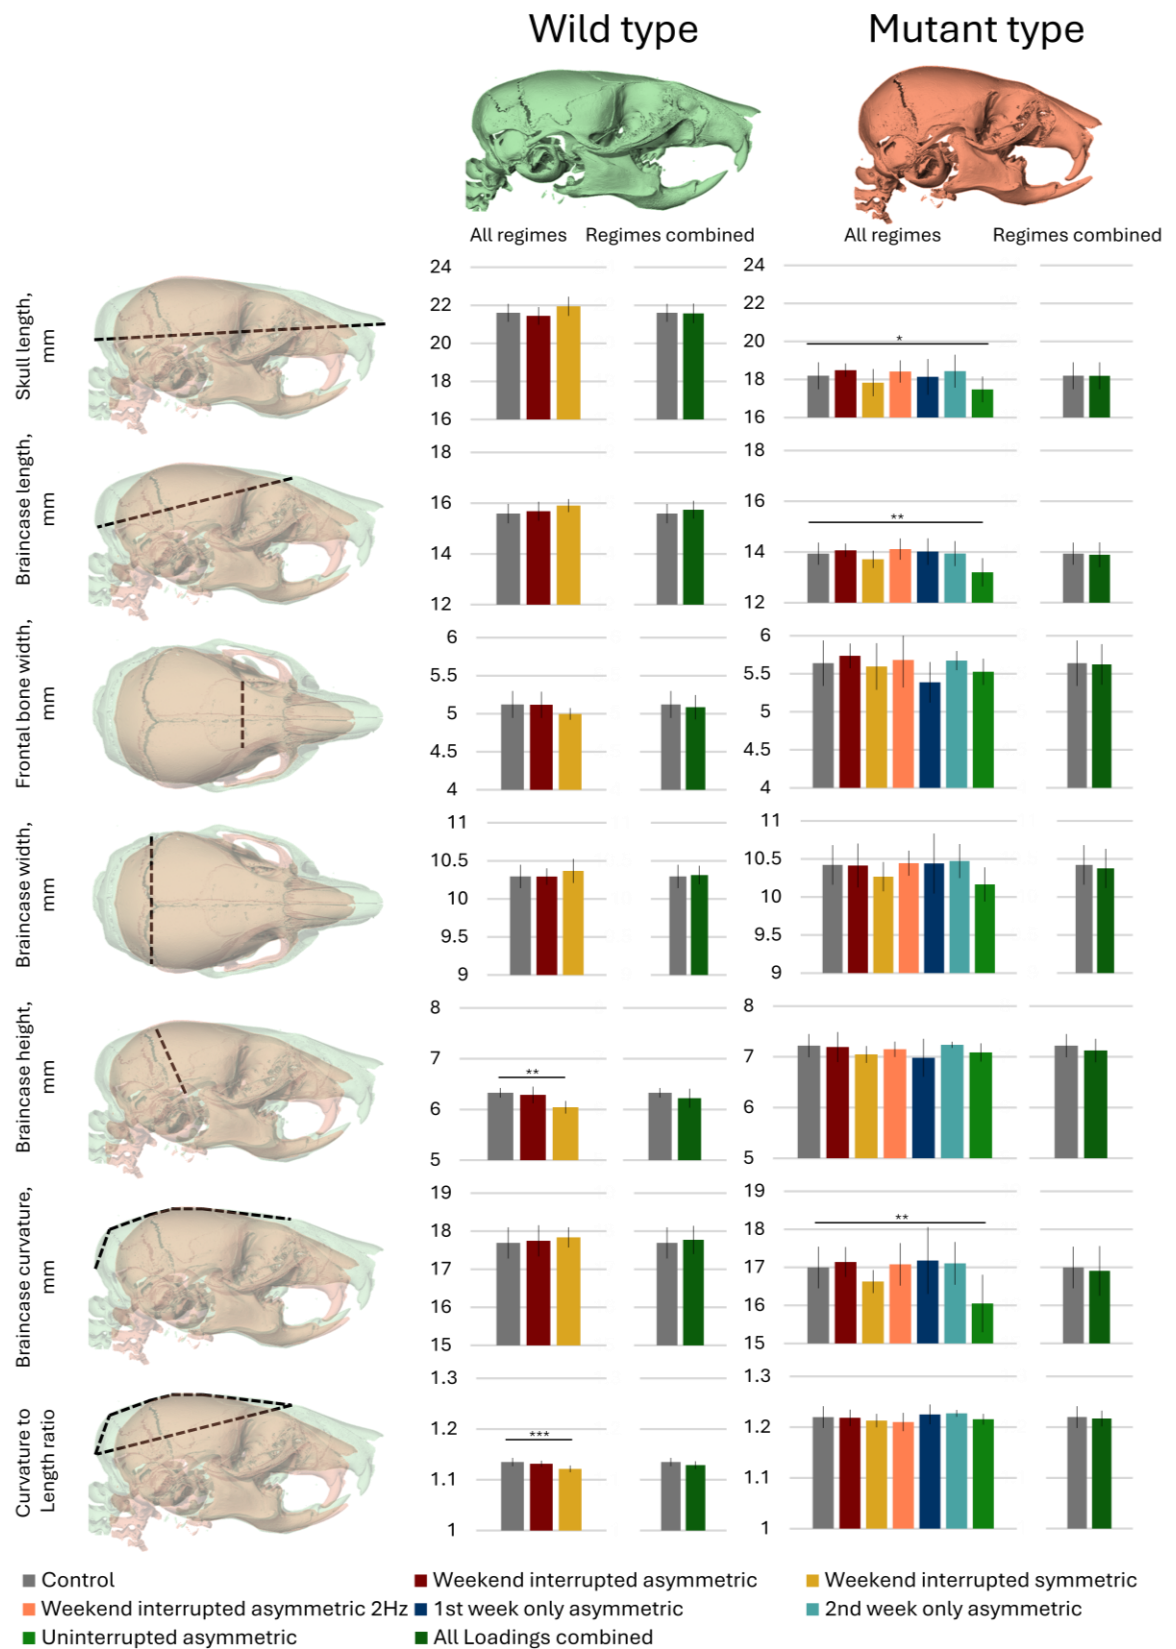 Wild type
Mutant type
All regimes
Regimes combined
All regimes
Regimes combined
Skull length,
mm
24
22
20
18
16
24
22
20
18
16
*
Braincase length,
mm
18
16
14
12
18
16
14
12
**
Frontal bone width,
mm
6
5.5
5
4.5
4
6
5.5
5
4.5
4
Braincase width,
mm
11
10.5
10
9.5
9
11
10.5
10
9.5
9
Braincase height,
mm
8
7
6
5
**
8
7
6
5
Braincase curvature,
mm
19
18
17
16
15
19
18
17
16
15
**
Curvature to
Length ratio
1.3
1.2
1.1
1
***
1.3
1.2
1.1
1
Control
Weekend interrupted asymmetric
Weekend interrupted symmetric
Weekend interrupted asymmetric 2Hz
1st week only asymmetric
2nd week only asymmetric
Uninterrupted asymmetric
All Loadings combined